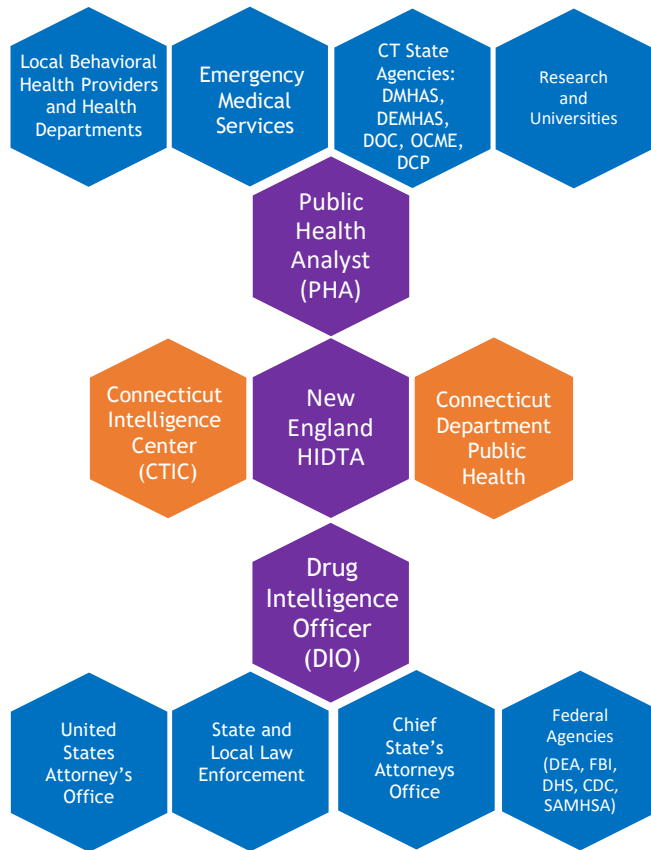 Local Behavioral
Health Providers
and Health
Departments
Emergency
Medical
Services
CT State
Agencies:
DMHAS,
DEMHAS,
DOC, OCME,
DCP
Research
and
Universities
Public
Health
Analyst
(PHA)
Connecticut
Intelligence
Center
(CTIC)
New
England
HIDTA
Connecticut
Department
Public
Health
Drug
Intelligence
Officer
(DIO)
United
States
Attorney’s
Office
State and
Local Law
Enforcement
Chief
State’s
Attorneys
Office
Federal
Agencies
(DEA, FBI,
DHS, CDC,
SAMHSA)